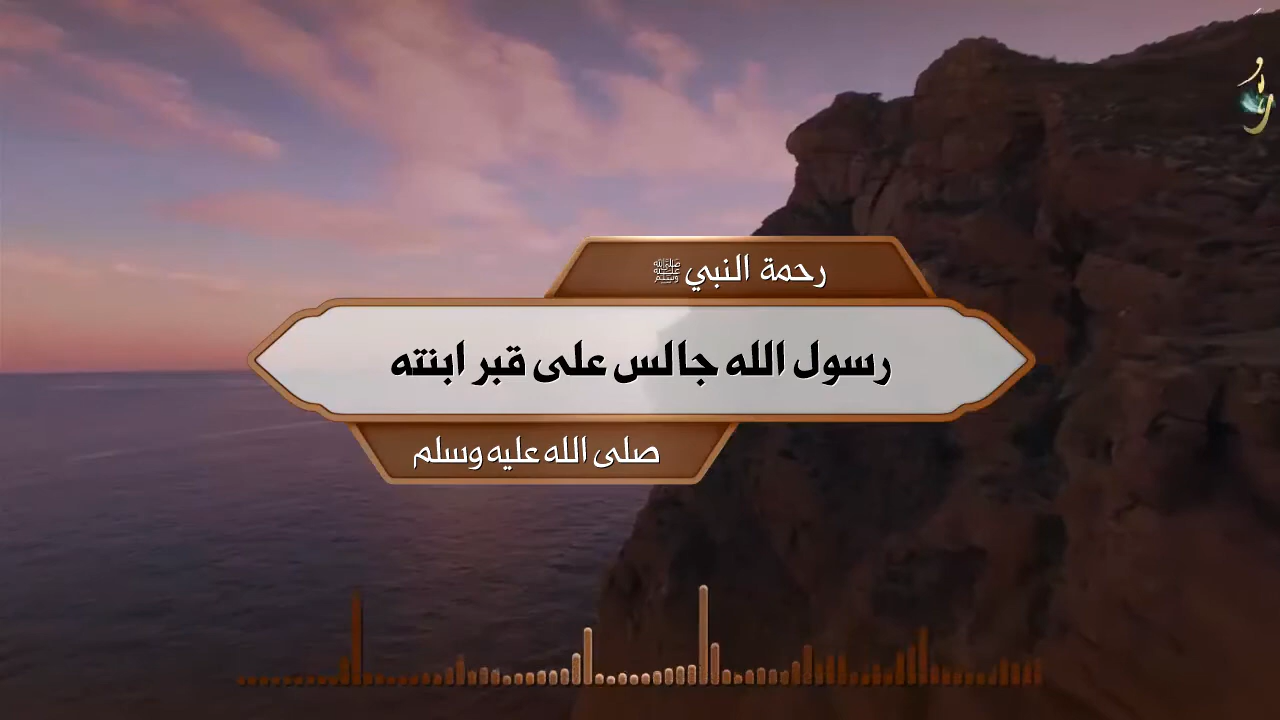 رحمة النبي ﷺ
رسول الله جالس على قبر ابنته
صلى الله عليه وسلم